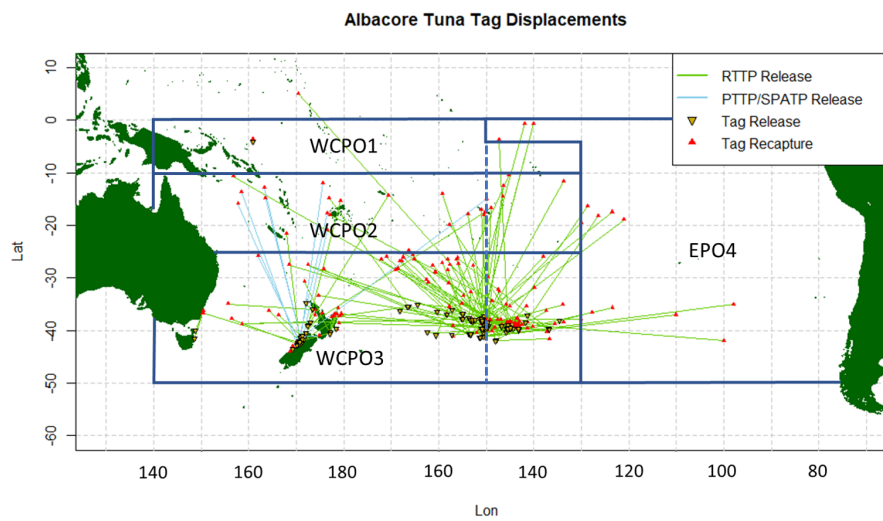 Albacore Tuna Tag Displacements
RTTP Release
PTTP/SPATP Release
Tag Release
Tag Recapture
WCPO1
WCPO2
WCPO3
EPO4
Lat
10
0
-10
-20
-30
-40
-50
-60
140 160 180 160 140 120 100 80
Lon